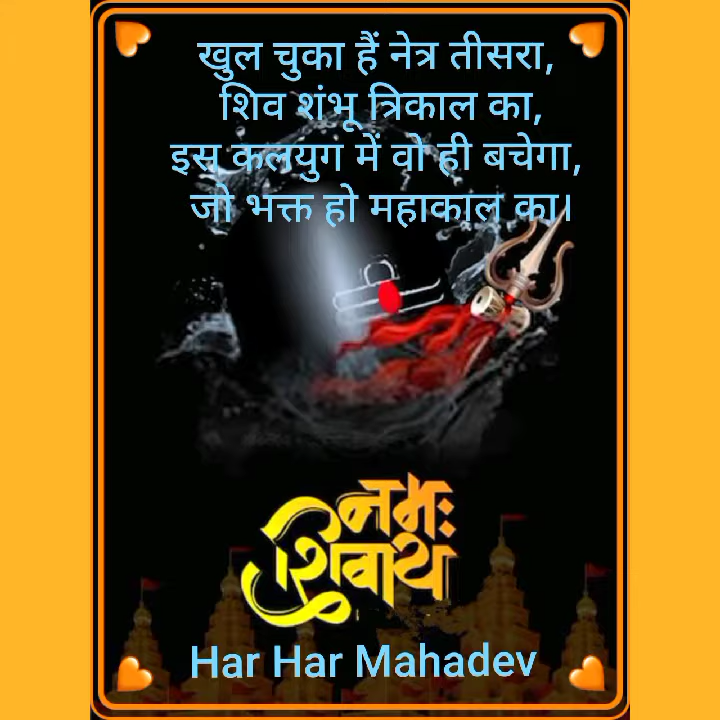 खुल चुका हैं नेत्र तीसरा,
शिव शंभू त्रिकाल का,
इस कलयुग में वो ही बचेगा,
जो भक्त हो महाकाल का।
नमः
शिवाय
Har Har Mahadev